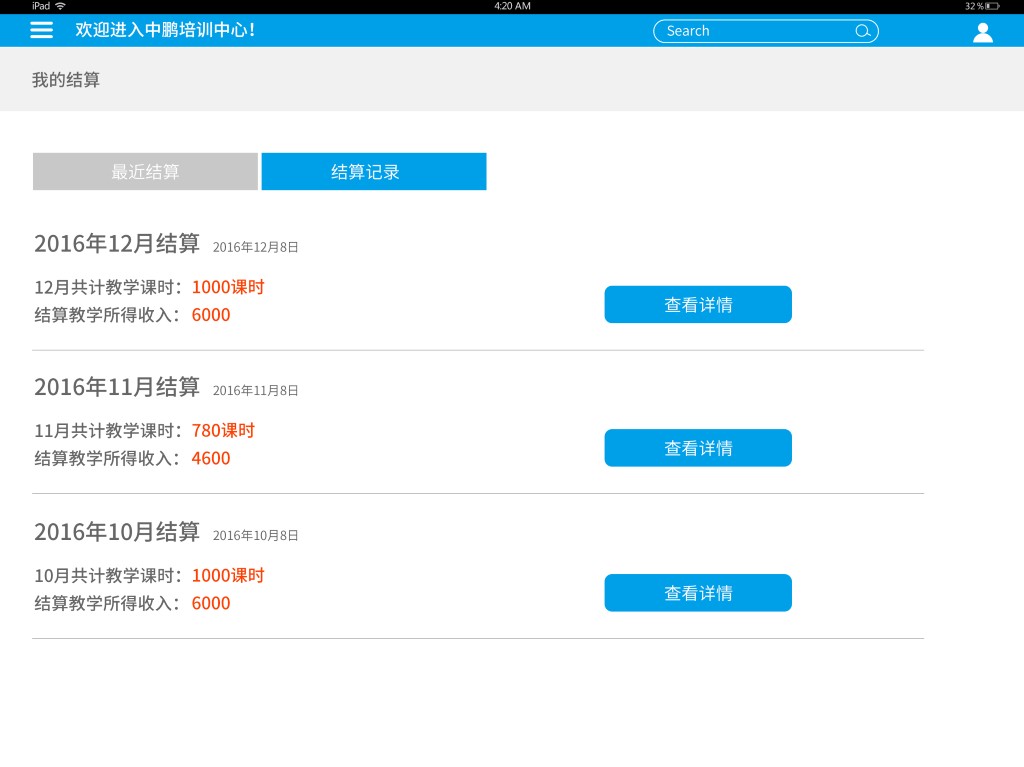 iPad
4:20 AM
32%
欢迎进入中鹏培训中心！
Search
我的结算
最近结算
结算记录
2016年12月结算 2016年12月8日
12月共计教学课时：1000课时
结算教学所得收入：6000
查看详情
2016年11月结算 2016年11月8日
11月共计教学课时：780课时
结算教学所得收入：4600
查看详情
2016年10月结算 2016年10月8日
10月共计教学课时：1000课时
结算教学所得收入：6000
查看详情